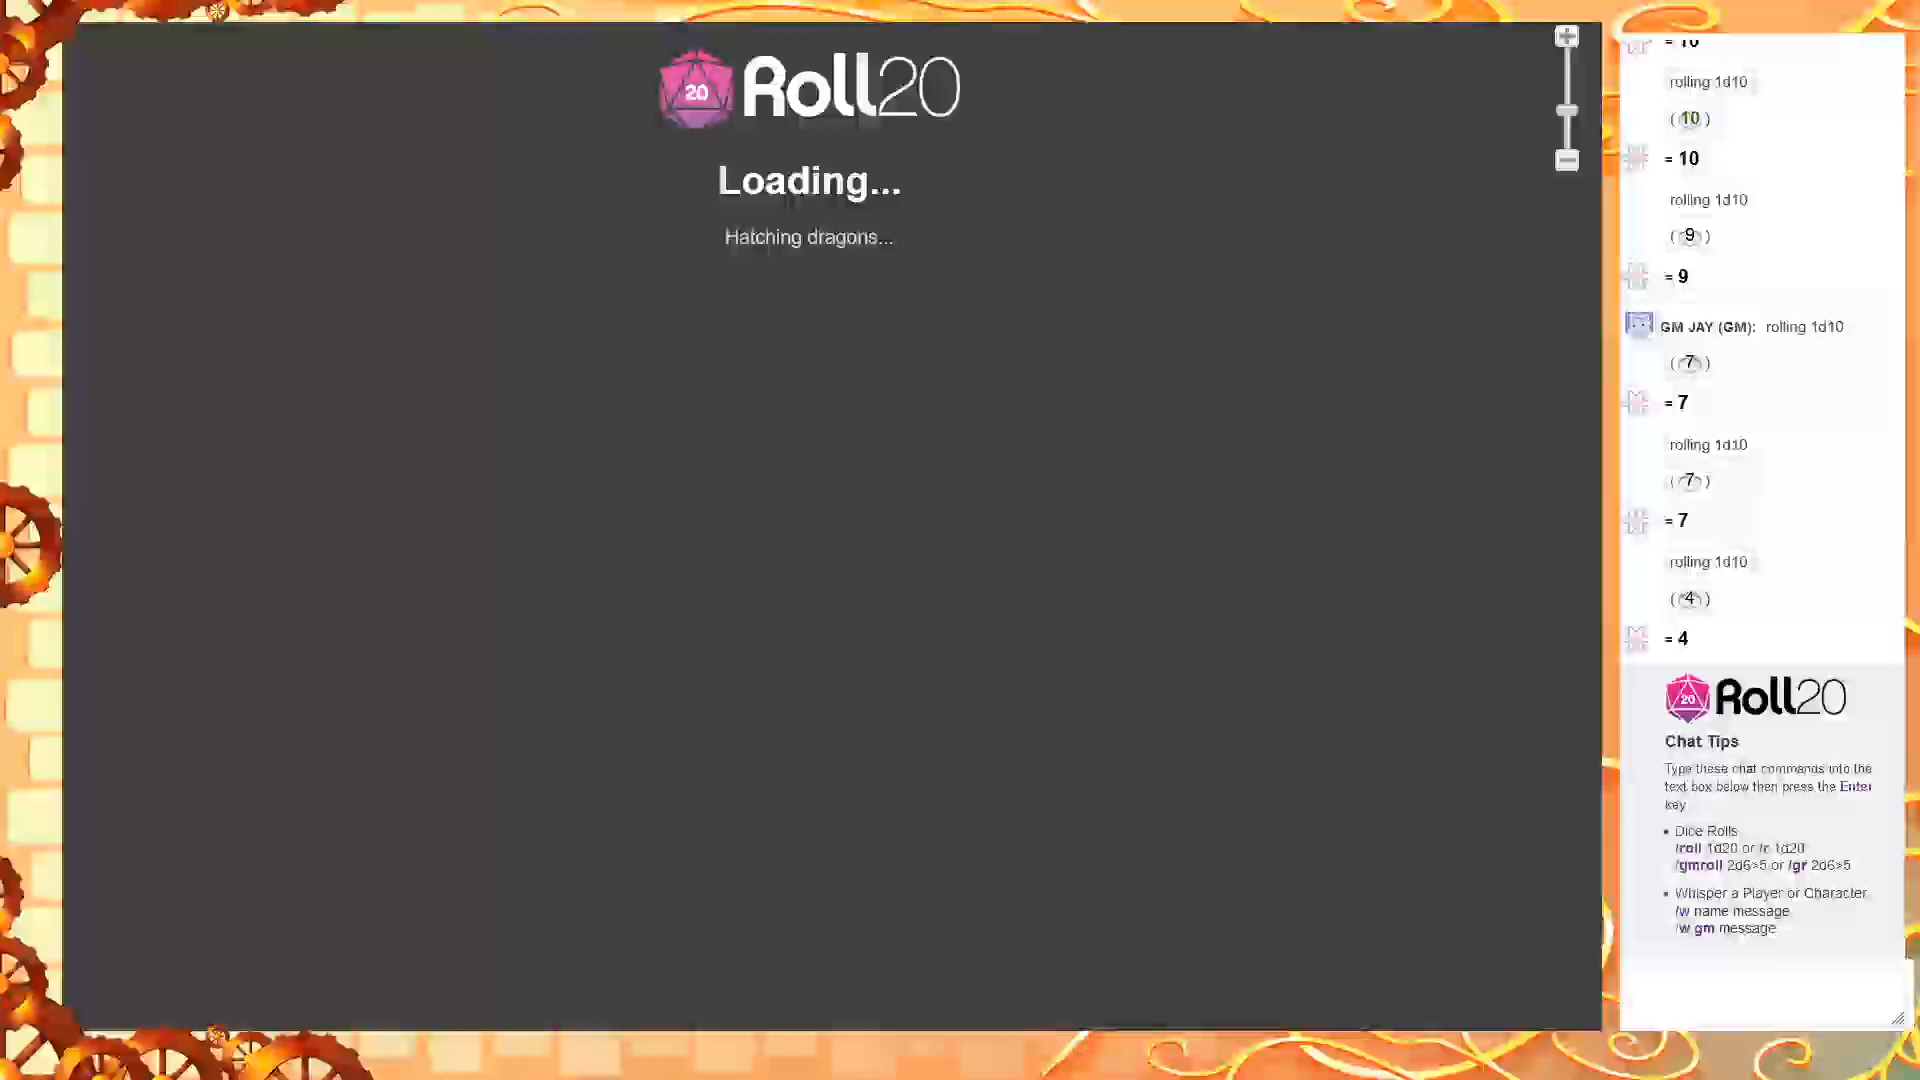 20 Roll20
Loading...
Hatching dragons...
= 10
rolling 1d10
( 10 )
= 10
rolling 1d10
( 9 )
= 9
GM JAY (GM): rolling 1d10
( 7 )
= 7
rolling 1d10
( 7 )
= 7
rolling 1d10
( 4 )
= 4
20 Roll20
Chat Tips
Type these chat commands into the
text box below then press the Enter
key
• Dice Rolls
/roll 1d20 or /r 1d20
/gmroll 2d6>5 or /gr 2d6>5
• Whisper a Player or Character
/w name message
/w gm message